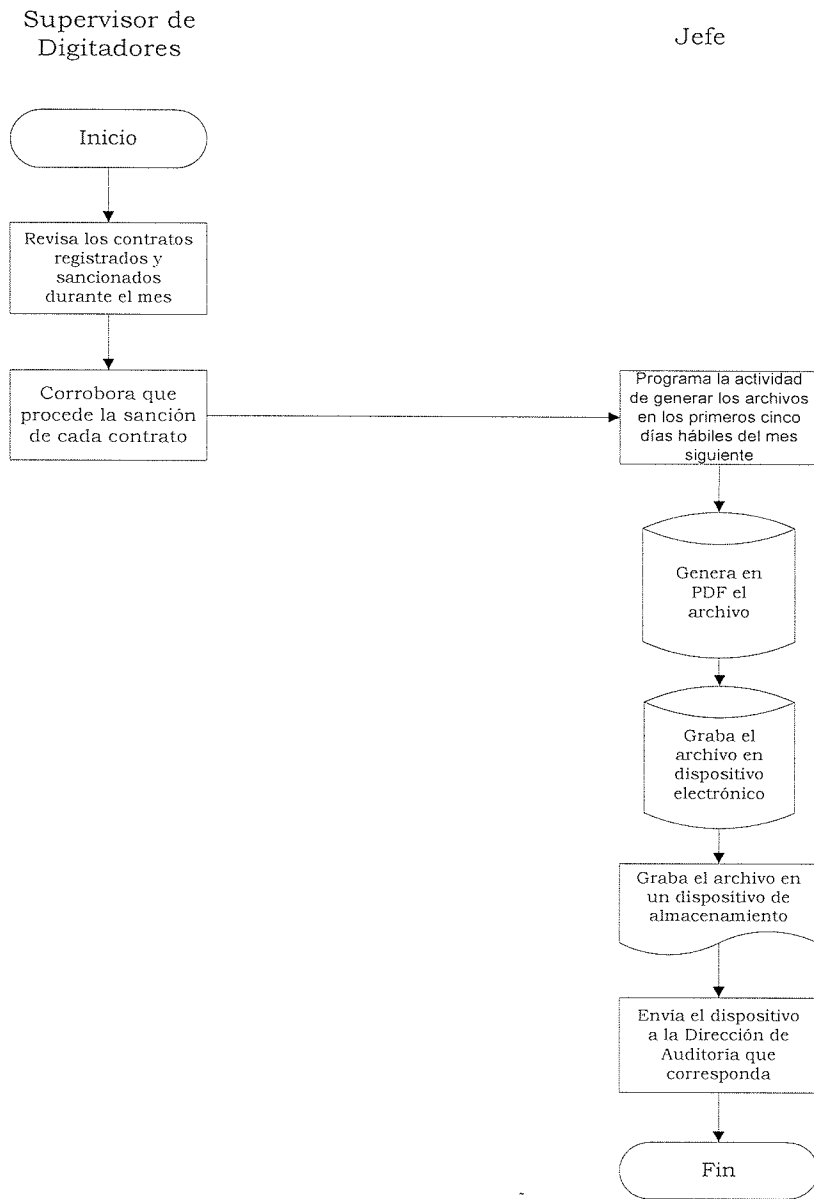 Supervisor de
Digitadores
Jefe
Inicio
Revisa los contratos
registrados y
sancionados
durante el mes
Corrobora que
procede la sanción
de cada contrato
Programa la actividad
de generar los archivos
en los primeros cinco
días hábiles del mes
siguiente
Genera en
PDF el
archivo
Graba el
archivo en
dispositivo
electrónico
Graba el archivo en
un dispositivo de
almacenamiento
Envía el dispositivo
a la Dirección de
Auditoría que
corresponda
Fin